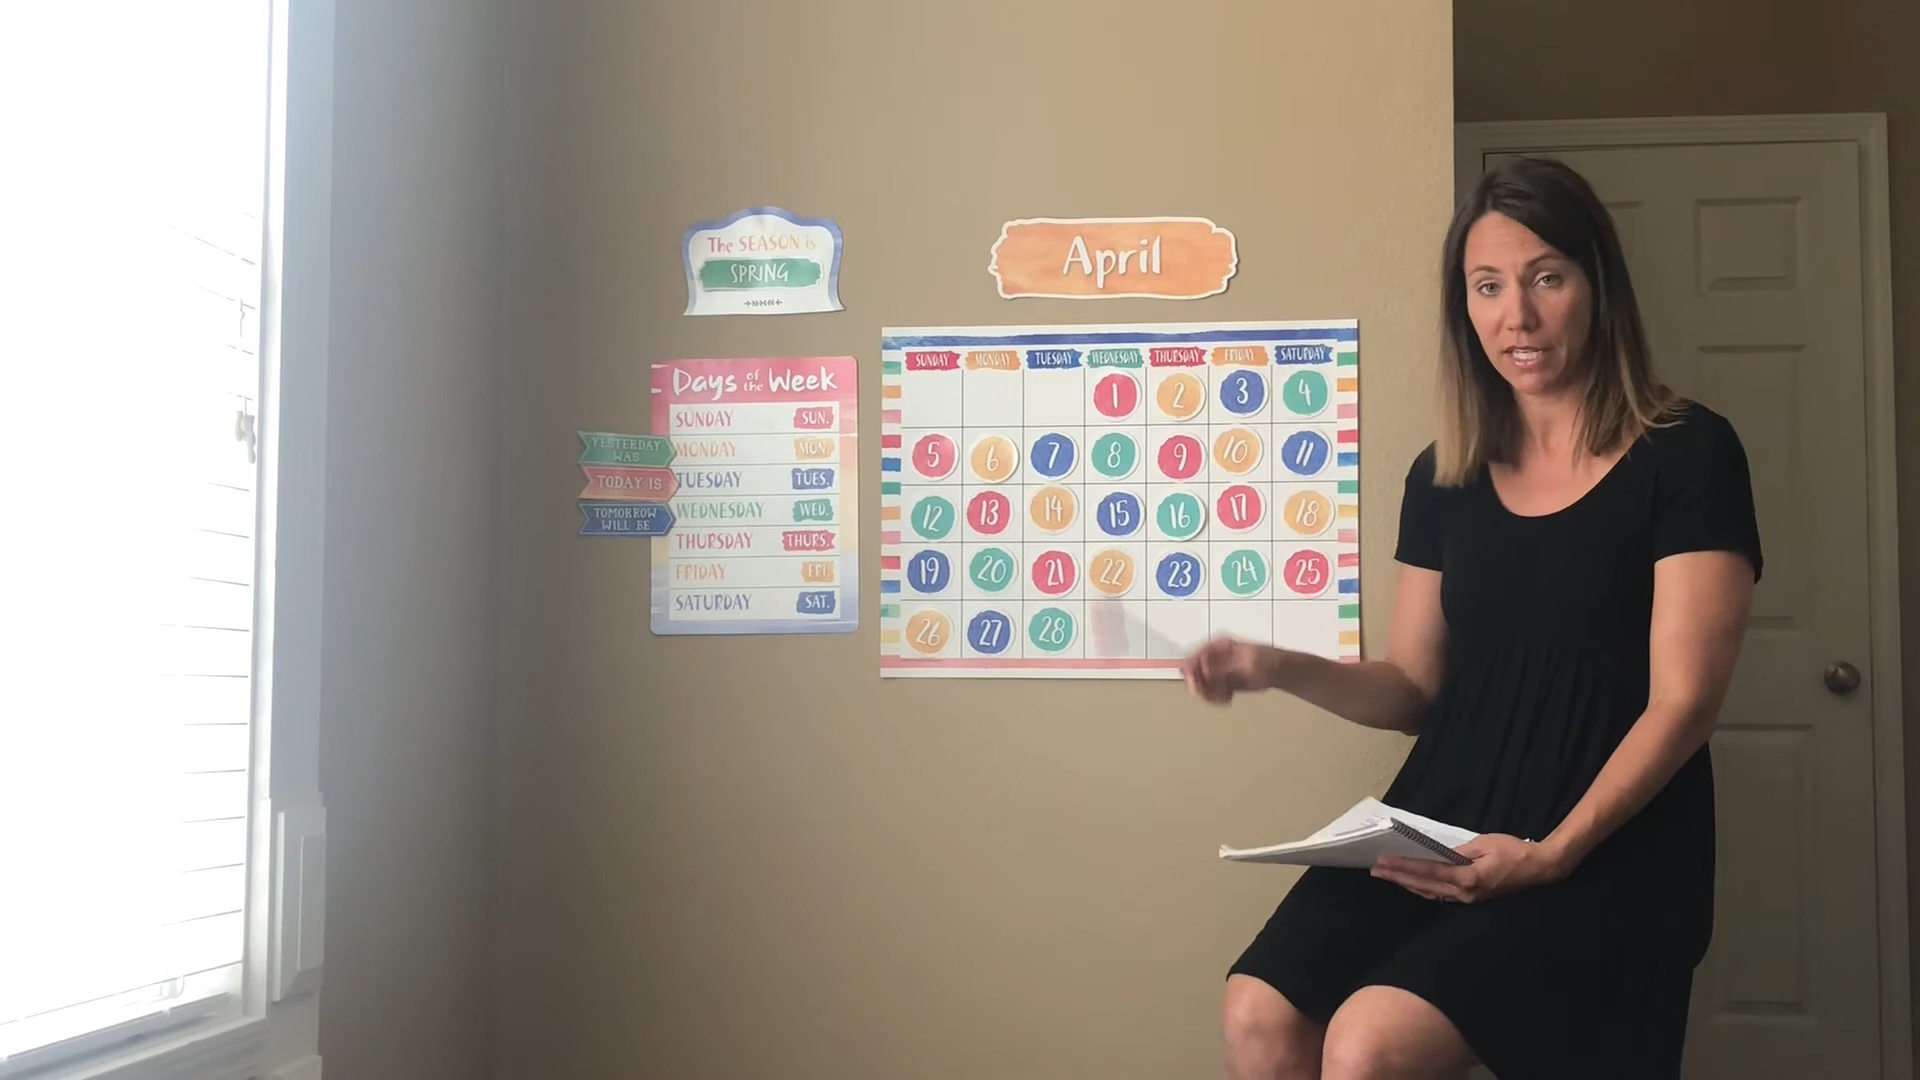 The SEASON is
SPRING
April
Days of the Week
SUNDAY SUN.
MONDAY MON.
TUESDAY TUES.
WEDNESDAY WED.
THURSDAY THURS.
FRIDAY FRI.
SATURDAY SAT.
YESTERDAY
WAS
TODAY IS
TOMORROW
WILL BE
SUNDAY MONDAY TUESDAY WEDNESDAY THURSDAY FRIDAY SATURDAY
1 2 3 4
5 6 7 8 9 10 11
12 13 14 15 16 17 18
19 20 21 22 23 24 25
26 27 28